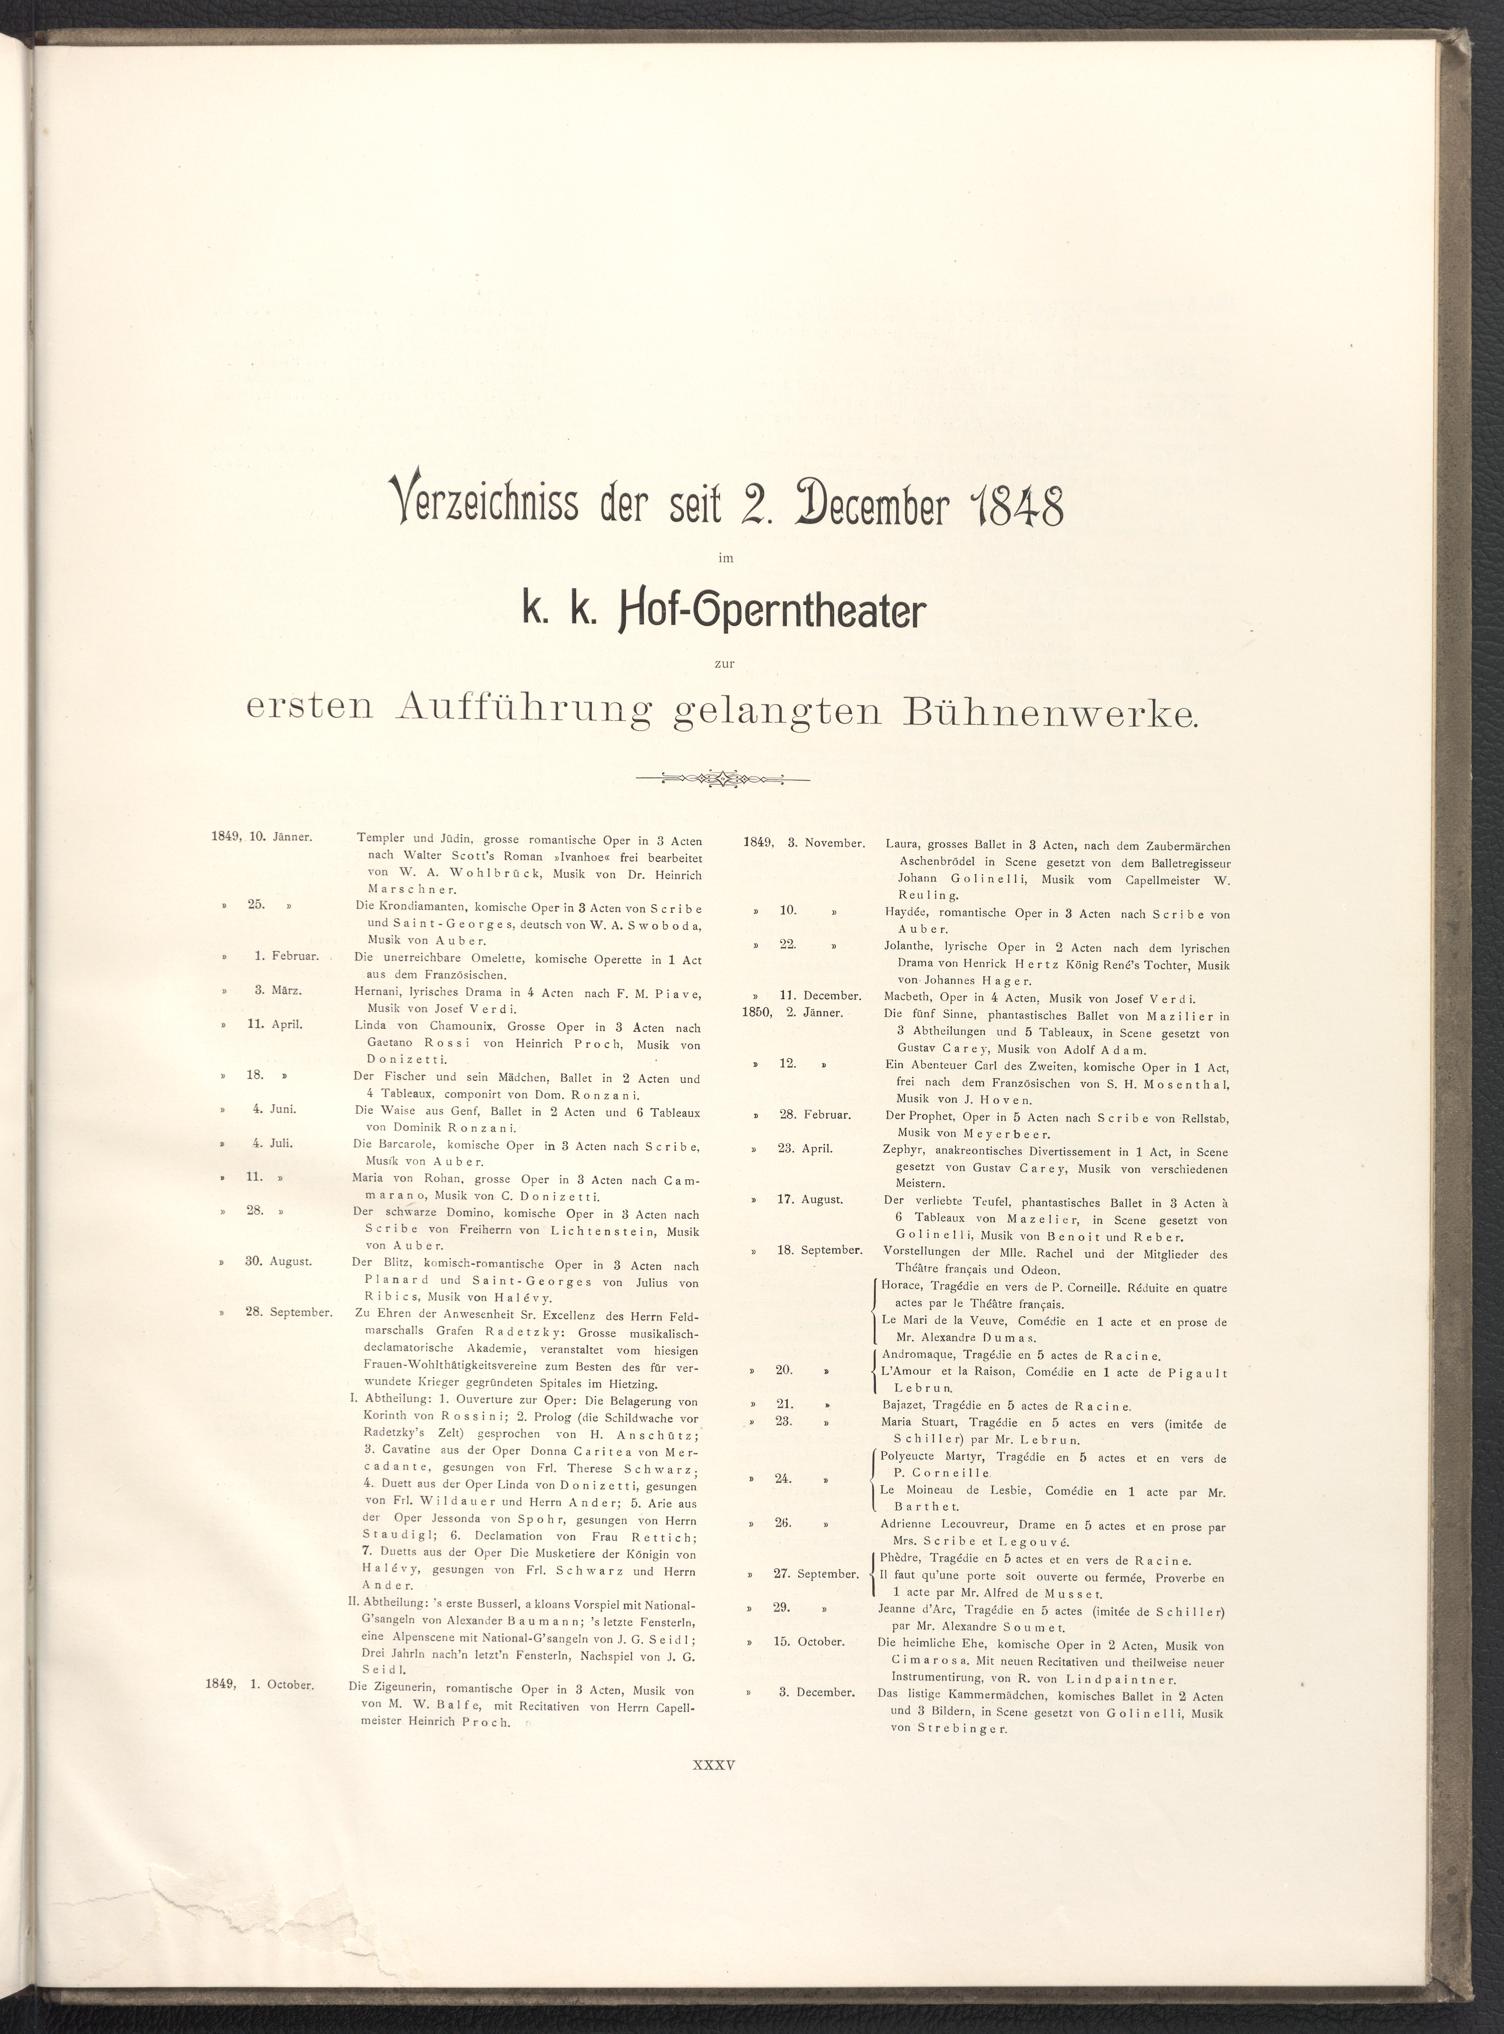 Verzeichniss der seit 2. December 1848
im
k. k. Hof-Operntheater
zur
ersten Aufführung gelangten Bühnenwerke.
1849, 10. Jänner. Templer und Jüdin, grosse romantische Oper in 3 Acten
nach Walter Scott's Roman »Ivanhoe« frei bearbeitet
von W. A. Wohlbrück, Musik von Dr. Heinrich
Marschner.
» 25. » Die Krondiamanten, komische Oper in 3 Acten von Scribe
und Saint-Georges, deutsch von W. A. Swoboda,
Musik von Auber.
» 1. Februar. Die unerreichbare Omelette, komische Operette in 1 Act
aus dem Französischen.
» 3. März. Hernani, lyrisches Drama in 4 Acten nach F. M. Piave,
Musik von Josef Verdi.
» 11. April. Linda von Chamounix, Grosse Oper in 3 Acten nach
Gaetano Rossi von Heinrich Proch, Musik von
Donizetti.
» 18. » Der Fischer und sein Mädchen, Ballet in 2 Acten und
4 Tableaux, componirt von Dom. Ronzani.
» 4. Juni. Die Waise aus Genf, Ballet in 2 Acten und 6 Tableaux
von Dominik Ronzani.
» 4. Juli. Die Barcarole, komische Oper in 3 Acten nach Scribe,
Musik von Auber.
» 11. » Maria von Rohan, grosse Oper in 3 Acten nach Cam-
marano, Musik von C. Donizetti.
» 28. » Der schwarze Domino, komische Oper in 3 Acten nach
Scribe von Freiherrn von Lichtenstein, Musik
von Auber.
» 30. August. Der Blitz, komisch-romantische Oper in 3 Acten nach
Planard und Saint-Georges von Julius von
Ribics, Musik von Halévy.
» 28. September. Zu Ehren der Anwesenheit Sr. Excellenz des Herrn Feld-
marschalls Grafen Radetzky: Grosse musikalisch-
declamatorische Akademie, veranstaltet vom hiesigen
Frauen-Wohlthätigkeitsvereine zum Besten des für ver-
wundete Krieger gegründeten Spitales im Hietzing.
I. Abtheilung: 1. Ouverture zur Oper: Die Belagerung von
Korinth von Rossini; 2. Prolog (die Schildwache vor
Radetzky's Zelt) gesprochen von H. Anschütz;
3. Cavatine aus der Oper Donna Caritea von Mer-
cadante, gesungen von Frl. Therese Schwarz;
4. Duett aus der Oper Linda von Donizetti, gesungen
von Frl. Wildauer und Herrn Ander; 5. Arie aus
der Oper Jessonda von Spohr, gesungen von Herrn
Staudigl; 6. Declamation von Frau Rettich;
7. Duetts aus der Oper Die Musketiere der Königin von
Halévy, gesungen von Frl. Schwarz und Herrn
Ander.
II. Abtheilung: 's erste Busserl, a kloans Vorspiel mit National-
G'sangeln von Alexander Baumann; 's letzte Fensterln,
eine Alpenscene mit National-G'sangeln von J. G. Seidl;
Drei Jahrln nach'n letzt'n Fensterln, Nachspiel von J. G.
Seidl.
1849, 1. October. Die Zigeunerin, romantische Oper in 3 Acten, Musik von
von M. W. Balfe, mit Recitativen von Herrn Capell-
meister Heinrich Proch.
1849, 3. November. Laura, grosses Ballet in 3 Acten, nach dem Zaubermärchen
Aschenbrödel in Scene gesetzt von dem Balletregisseur
Johann Golinelli, Musik vom Capellmeister W.
Reuling.
» 10. » Haydée, romantische Oper in 3 Acten nach Scribe von
Auber.
» 22. » Jolanthe, lyrische Oper in 2 Acten nach dem lyrischen
Drama von Henrick Hertz König René's Tochter, Musik
von Johannes Hager.
» 11. December. Macbeth, Oper in 4 Acten, Musik von Josef Verdi.
1850, 2. Jänner. Die fünf Sinne, phantastisches Ballet von Mazilier in
3 Abtheilungen und 5 Tableaux, in Scene gesetzt von
Gustav Carey, Musik von Adolf Adam.
» 12. » Ein Abenteuer Carl des Zweiten, komische Oper in 1 Act,
frei nach dem Französischen von S. H. Mosenthal,
Musik von J. Hoven.
» 28. Februar. Der Prophet, Oper in 5 Acten nach Scribe von Rellstab,
Musik von Meyerbeer.
» 23. April. Zephyr, anakreontisches Divertissement in 1 Act, in Scene
gesetzt von Gustav Carey, Musik von verschiedenen
Meistern.
» 17. August. Der verliebte Teufel, phantastisches Ballet in 3 Acten à
6 Tableaux von Mazelier, in Scene gesetzt von
Golinelli, Musik von Benoit und Reber.
» 18. September. Vorstellungen der Mlle. Rachel und der Mitglieder des
Théâtre français und Odeon.
Horace, Tragédie en vers de P. Corneille. Réduite en quatre
actes par le Théâtre français.
Le Mari de la Veuve, Comédie en 1 acte et en prose de
Mr. Alexandre Dumas.
Andromaque, Tragédie en 5 actes de Racine.
» 20. » L'Amour et la Raison, Comédie en 1 acte de Pigault
Lebrun.
» 21. » Bajazet, Tragédie en 5 actes de Racine.
» 23. » Maria Stuart, Tragédie en 5 actes en vers (imitée de
Schiller) par Mr. Lebrun.
Polyeucte Martyr, Tragédie en 5 actes et en vers de
» 24. » P. Corneille.
Le Moineau de Lesbie, Comédie en 1 acte par Mr.
Barthet.
» 26. » Adrienne Lecouvreur, Drame en 5 actes et en prose par
Mrs. Scribe et Legouvé.
Phèdre, Tragédie en 5 actes et en vers de Racine.
» 27. September. Il faut qu'une porte soit ouverte ou fermée, Proverbe en
1 acte par Mr. Alfred de Musset.
» 29. » Jeanne d'Arc, Tragédie en 5 actes (imitée de Schiller)
par Mr. Alexandre Soumet.
» 15. October. Die heimliche Ehe, komische Oper in 2 Acten, Musik von
Cimarosa. Mit neuen Recitativen und theilweise neuer
Instrumentirung, von R. von Lindpaintner.
» 3. December. Das listige Kammermädchen, komisches Ballet in 2 Acten
und 3 Bildern, in Scene gesetzt von Golinelli, Musik
von Strebinger.
XXXV